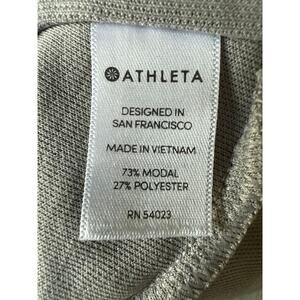 ATHLETA
DESIGNED IN
SAN FRANCISCO
MADE IN VIETNAM
73% MODAL
27% POLYESTER
RN 54023